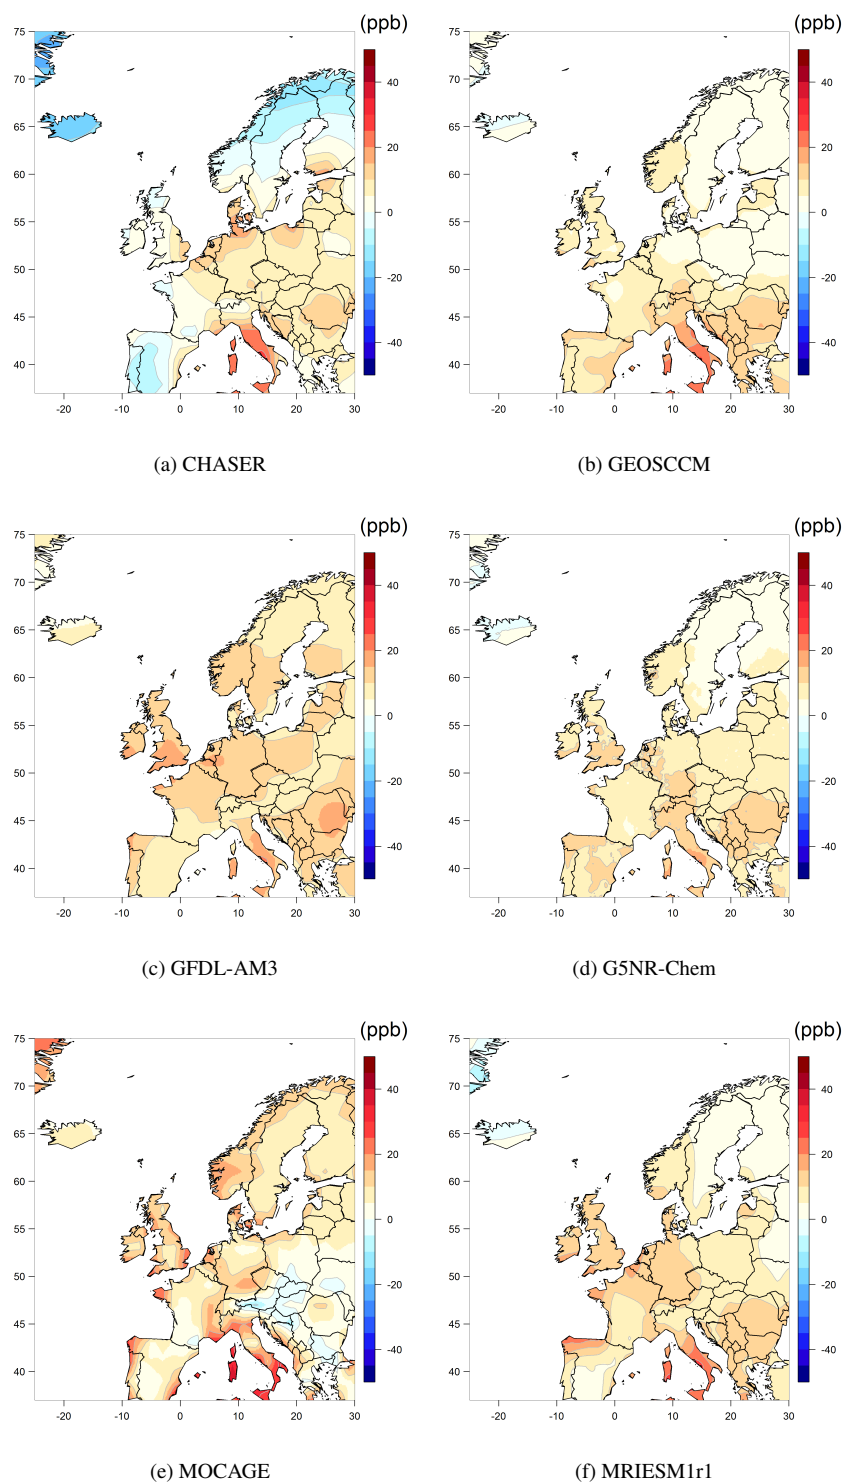 (ppb) (ppb)
75 75
70 40 70 40
65 65
20 20
60 60
55 0 55 0
50 50
-20 -20
45 45
40 -40 40 -40
-20 -10 0 10 20 30 -20 -10 0 10 20 30
(a) CHASER (b) GEOSCCM
(ppb) (ppb)
75 75
70 40 70 40
65 65
20 20
60 60
55 0 55 0
50 50
-20 -20
45 45
40 -40 40 -40
-20 -10 0 10 20 30 -20 -10 0 10 20 30
(c) GFDL-AM3 (d) G5NR-Chem
(ppb) (ppb)
75 75
70 40 70 40
65 65
20 20
60 60
55 0 55 0
50 50
-20 -20
45 45
40 -40 40 -40
-20 -10 0 10 20 30 -20 -10 0 10 20 30
(e) MOCAGE (f) MRIESM1r1